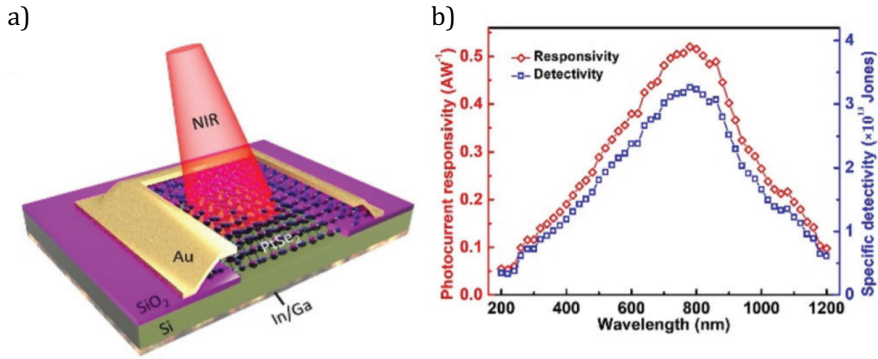 a)
NIR
Au
PtSe₂
SiO₂
Si
In/Ga
b)
Responsivity
Detectivity
Photocurrent responsivity (AW⁻¹)
0.5
0.4
0.3
0.2
0.1
0.0
Specific detectivity (×10¹³ Jones)
4
3
2
1
0
200 400 600 800 1000 1200
Wavelength (nm)